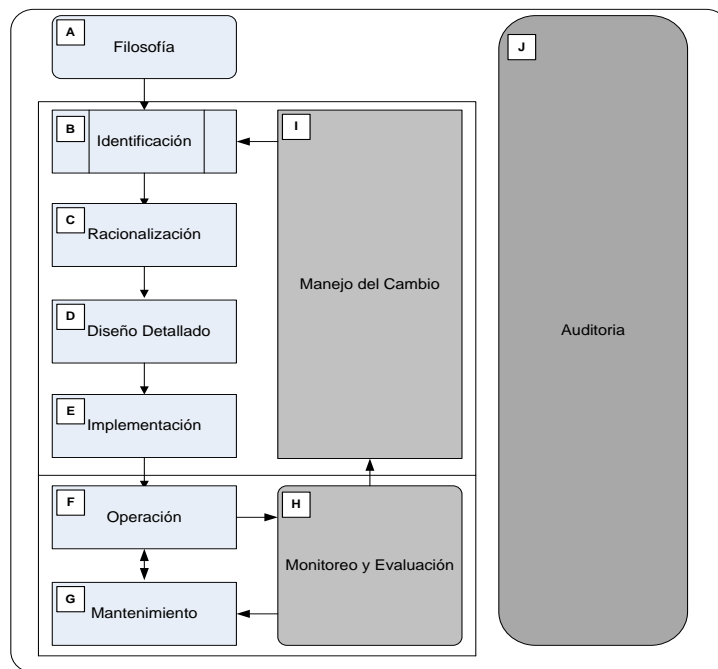 A
Filosofía
B
Identificación
C
Racionalización
D
Diseño Detallado
E
Implementación
F
Operación
G
Mantenimiento
H
Monitoreo y Evaluación
I
Manejo del Cambio
J
Auditoria